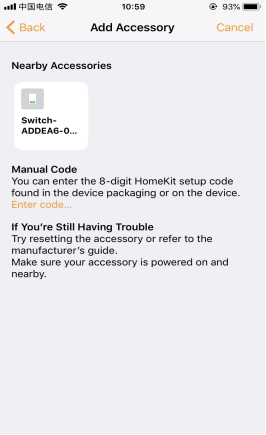 中国电信 10:59 93%
Back Add Accessory Cancel
Nearby Accessories
Switch-
ADDEA6-0...
Manual Code
You can enter the 8-digit HomeKit setup code
found in the device packaging or on the device.
Enter code...
If You're Still Having Trouble
Try resetting the accessory or refer to the
manufacturer's guide.
Make sure your accessory is powered on and
nearby.